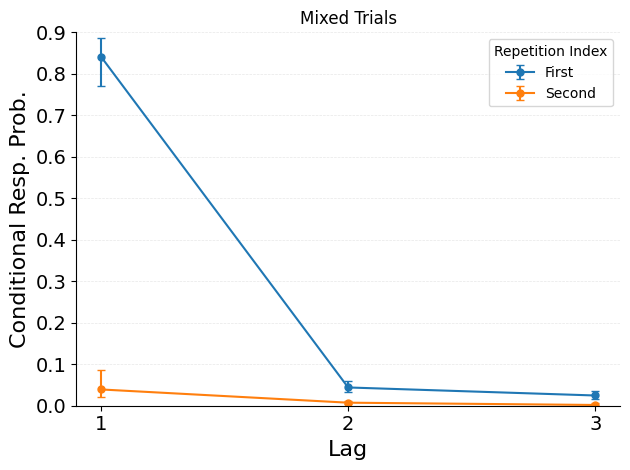 Mixed Trials
Conditional Resp. Prob.
0.9
0.8
0.7
0.6
0.5
0.4
0.3
0.2
0.1
0.0
Repetition Index
First
Second
1
2
3
Lag